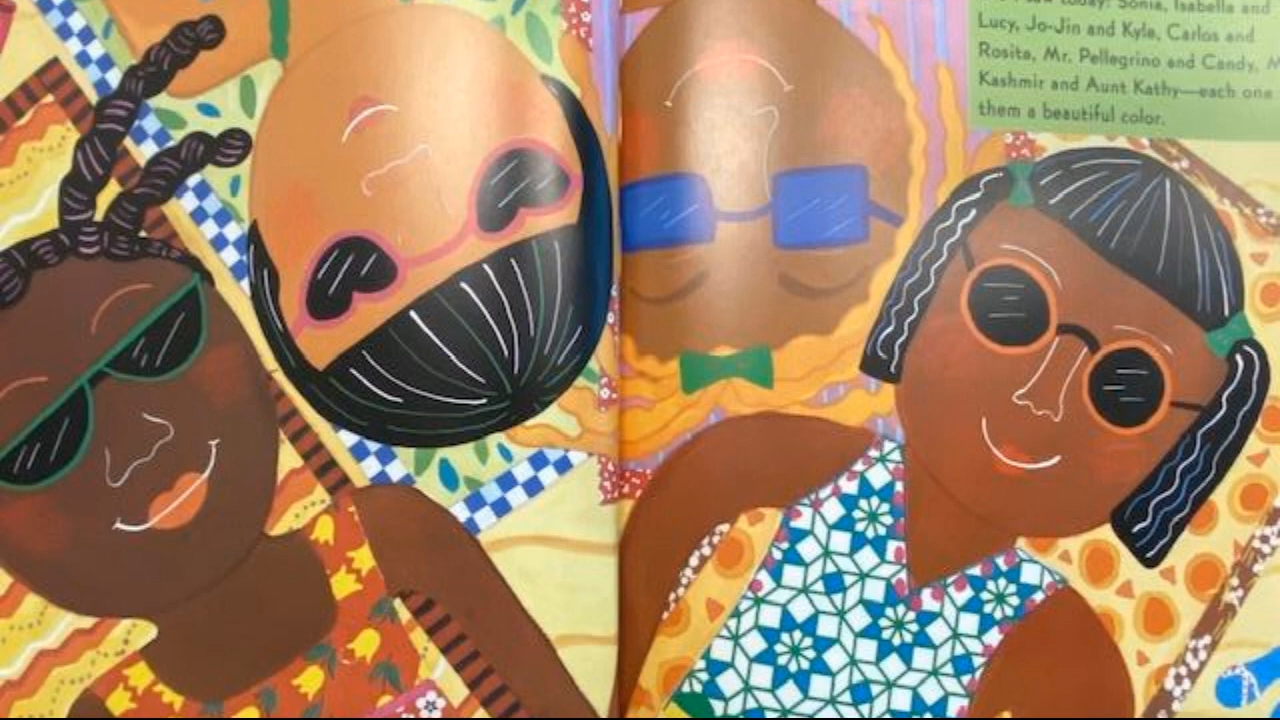 today: Sonia, Isabella and
Lucy, Jo-Jin and Kyle, Carlos and
Rosita, Mr. Pellegrino and Candy,
Kashmir and Aunt Kathy—each one
them a beautiful color.